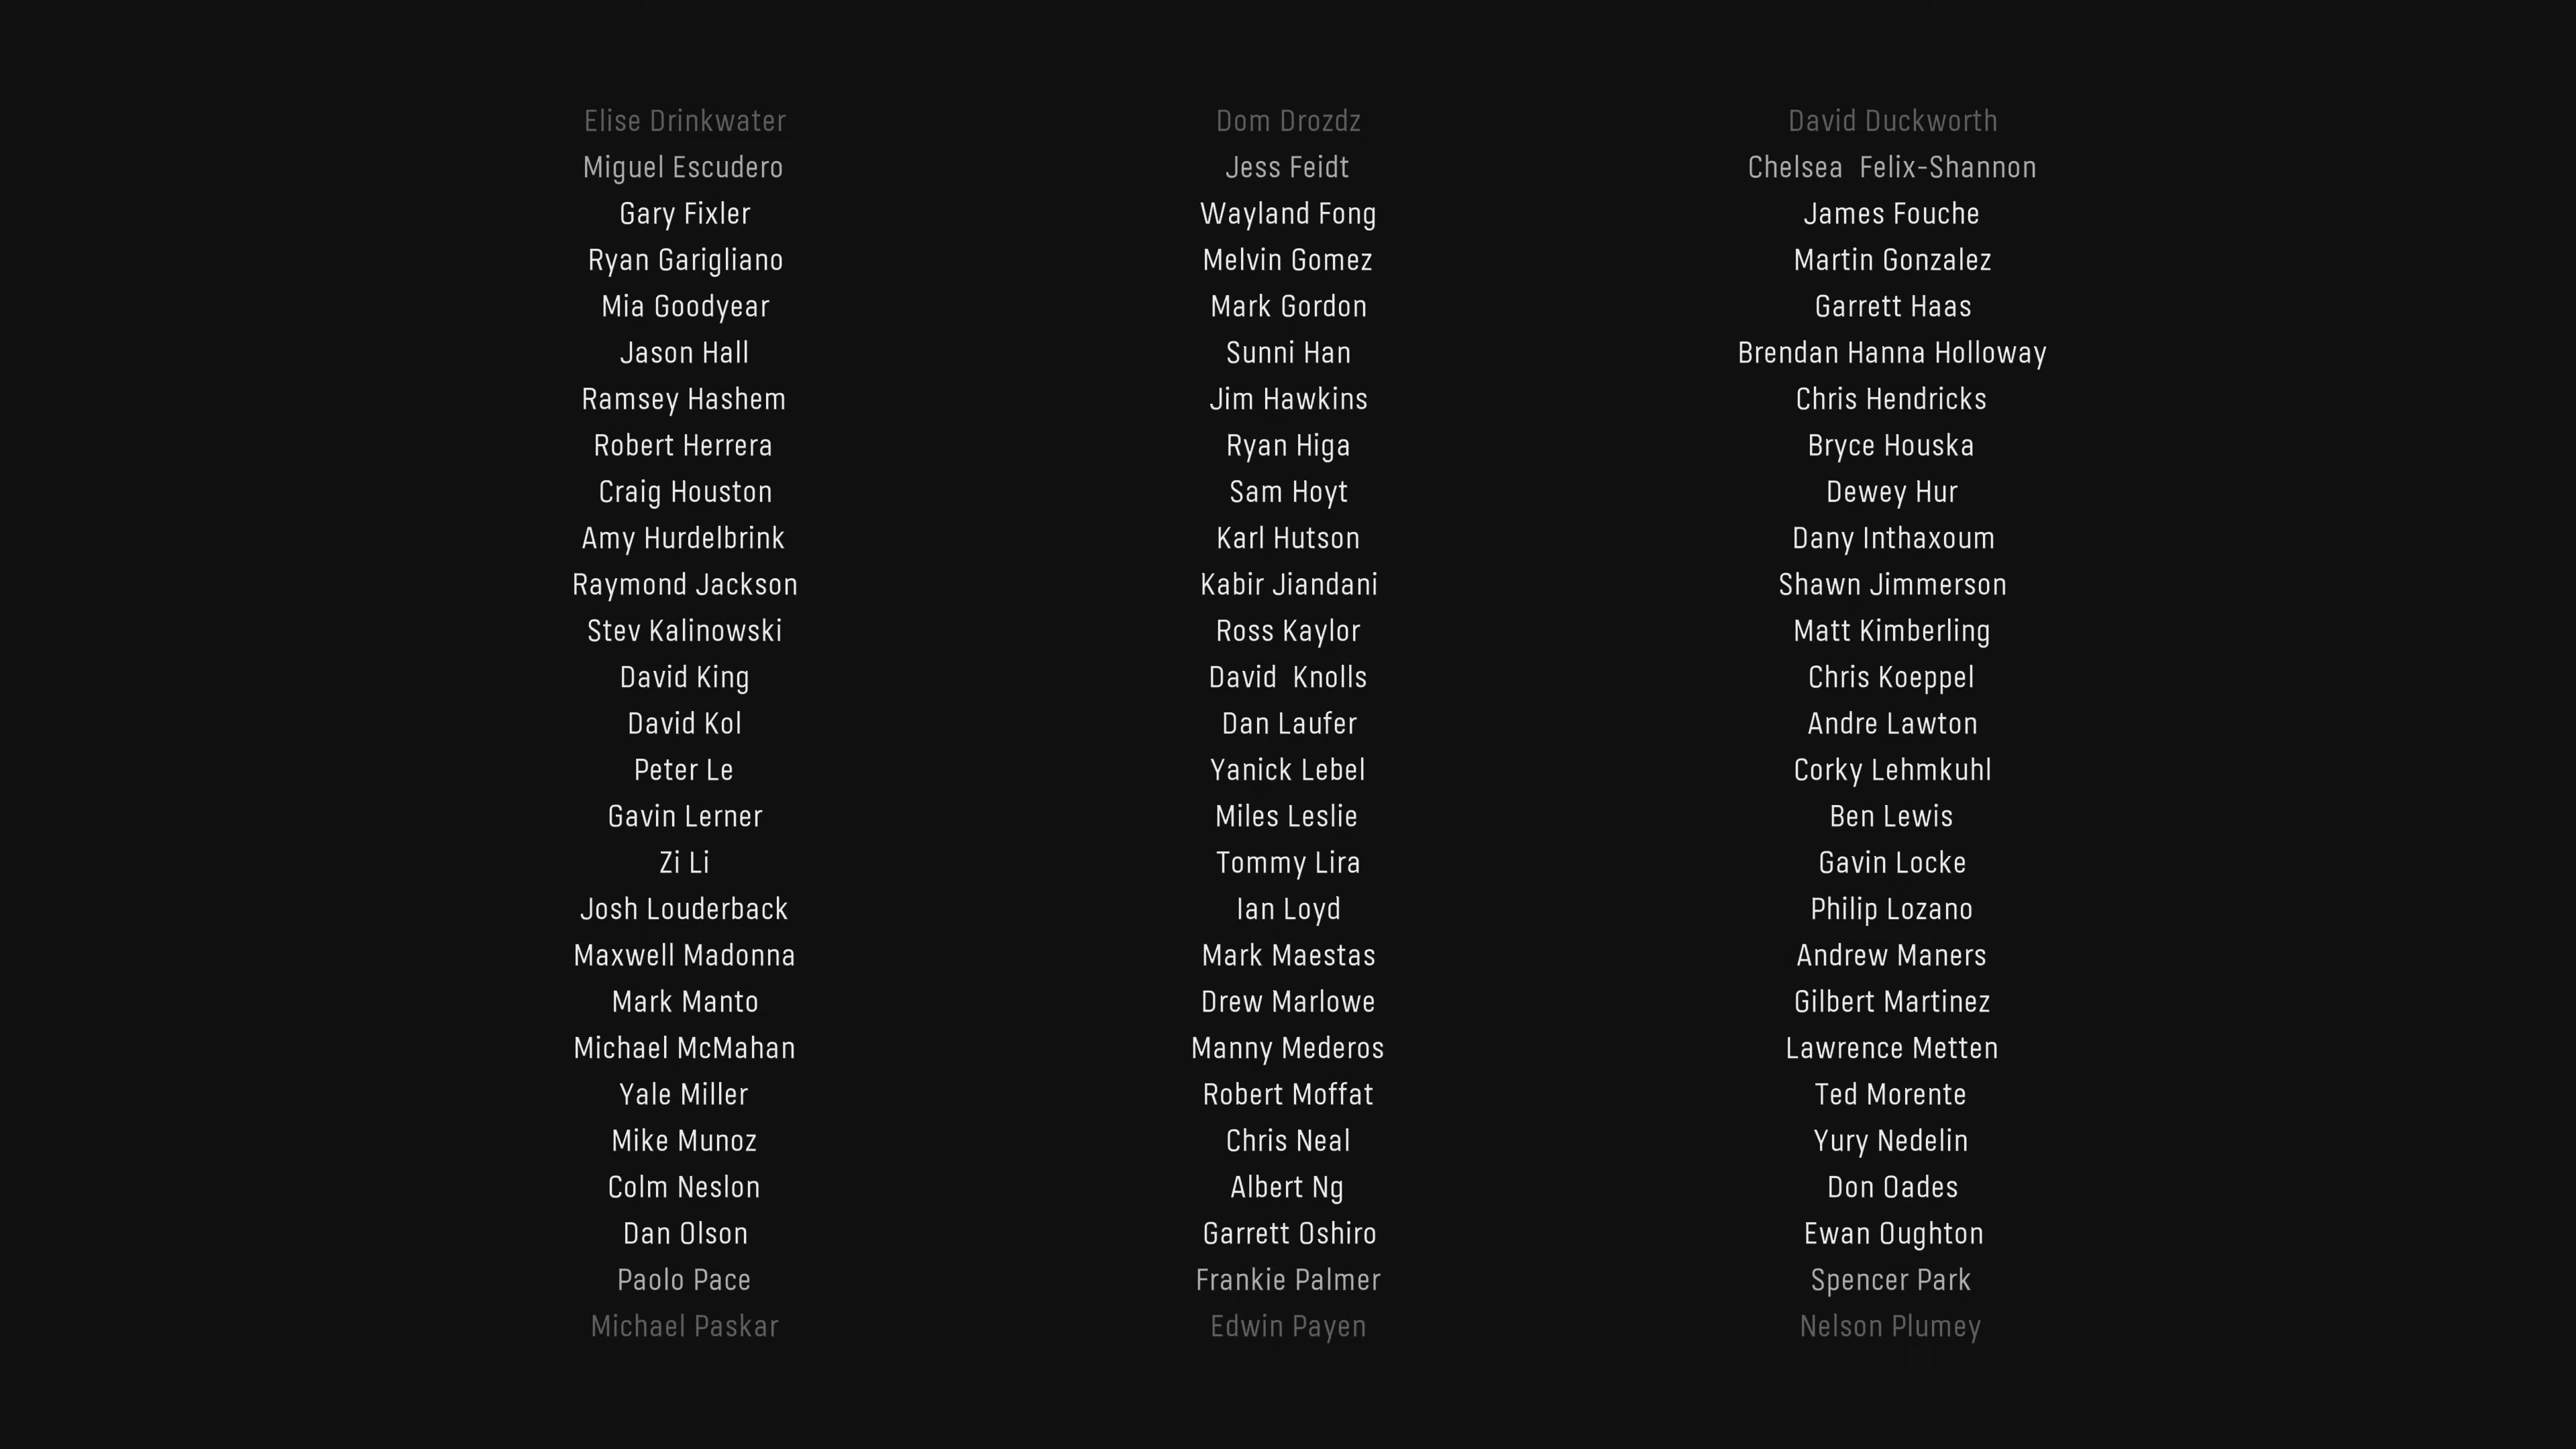 Elise Drinkwater Dom Drozdz David Duckworth
Miguel Escudero Jess Feidt Chelsea  Felix-Shannon
Gary Fixler Wayland Fong James Fouche
Ryan Garigliano Melvin Gomez Martin Gonzalez
Mia Goodyear Mark Gordon Garrett Haas
Jason Hall Sunni Han Brendan Hanna Holloway
Ramsey Hashem Jim Hawkins Chris Hendricks
Robert Herrera Ryan Higa Bryce Houska
Craig Houston Sam Hoyt Dewey Hur
Amy Hurdelbrink Karl Hutson Dany Inthaxoum
Raymond Jackson Kabir Jiandani Shawn Jimmerson
Stev Kalinowski Ross Kaylor Matt Kimberling
David King David  Knolls Chris Koeppel
David Kol Dan Laufer Andre Lawton
Peter Le Yanick Lebel Corky Lehmkuhl
Gavin Lerner Miles Leslie Ben Lewis
Zi Li Tommy Lira Gavin Locke
Josh Louderback Ian Loyd Philip Lozano
Maxwell Madonna Mark Maestas Andrew Maners
Mark Manto Drew Marlowe Gilbert Martinez
Michael McMahan Manny Mederos Lawrence Metten
Yale Miller Robert Moffat Ted Morente
Mike Munoz Chris Neal Yury Nedelin
Colm Neslon Albert Ng Don Oades
Dan Olson Garrett Oshiro Ewan Oughton
Paolo Pace Frankie Palmer Spencer Park
Michael Paskar Edwin Payen Nelson Plumey